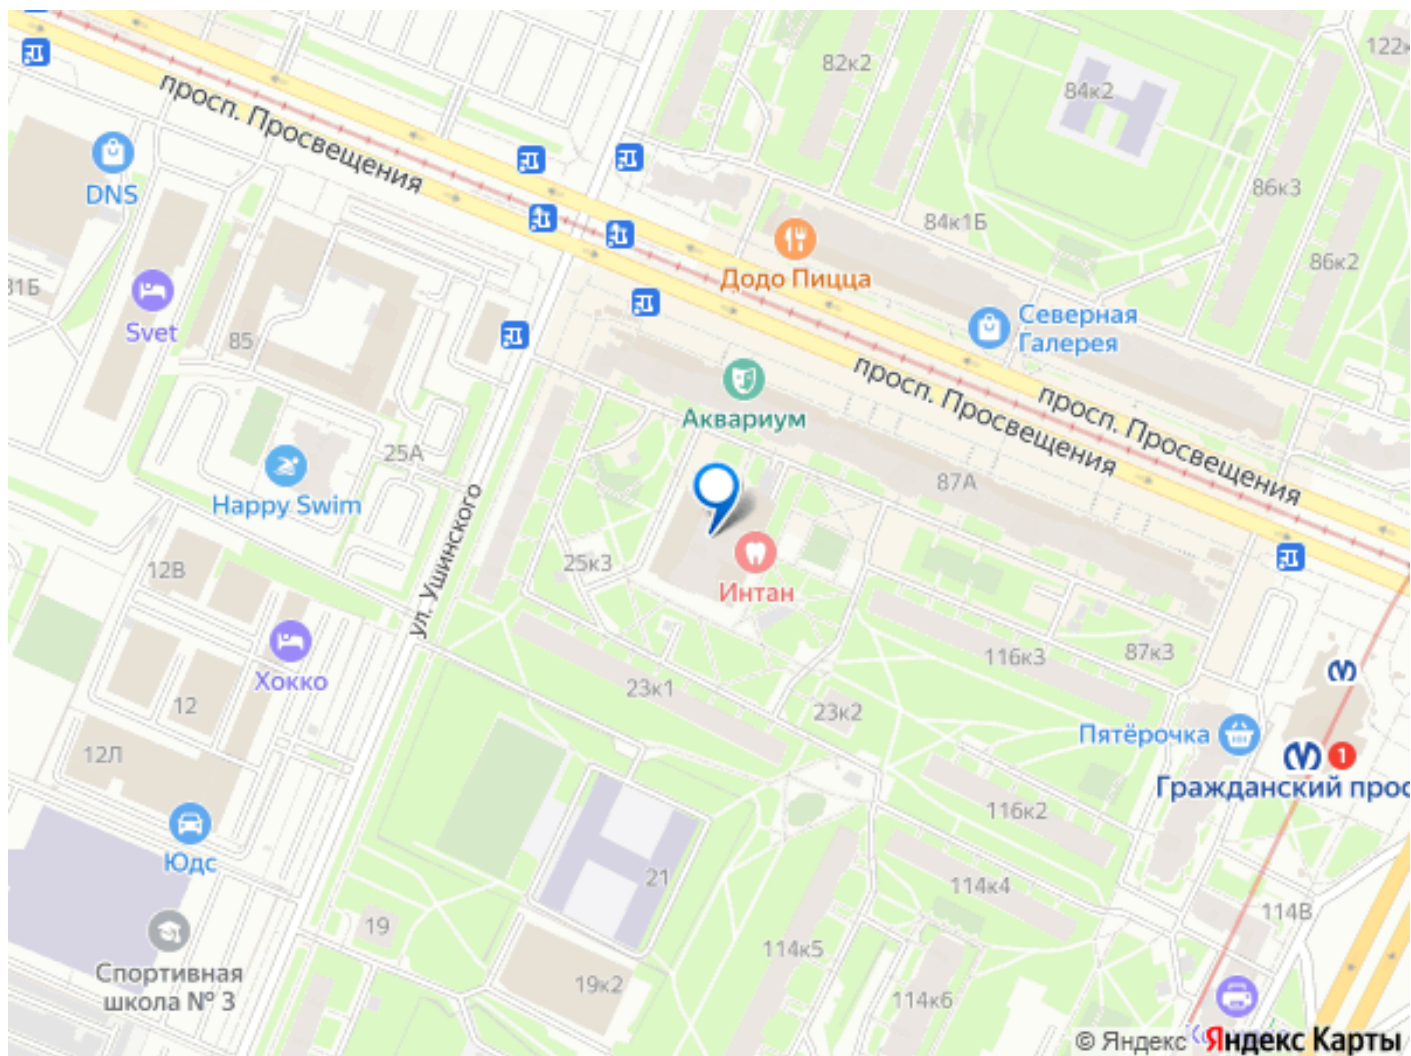 82к2
122к
84к2
просп. Просвещения
DNS
86к3
84к1Б
Додо Пицца
86к2
31Б
Svet
85
Северная
Галерея
Аквариум
просп. Просвещения
просп. Просвещения
25А
87А
Happy Swim
ул. Ушинского
12В
25к3
Интан
116к3
87к3
Хокко
23к1
12
23к2
Пятёрочка
12Л
1
Гражданский прос
116к2
Юдс
21
114к4
19
114В
114к5
Спортивная
школа № 3
19к2
114к6
© Яндекс
Яндекс Карты